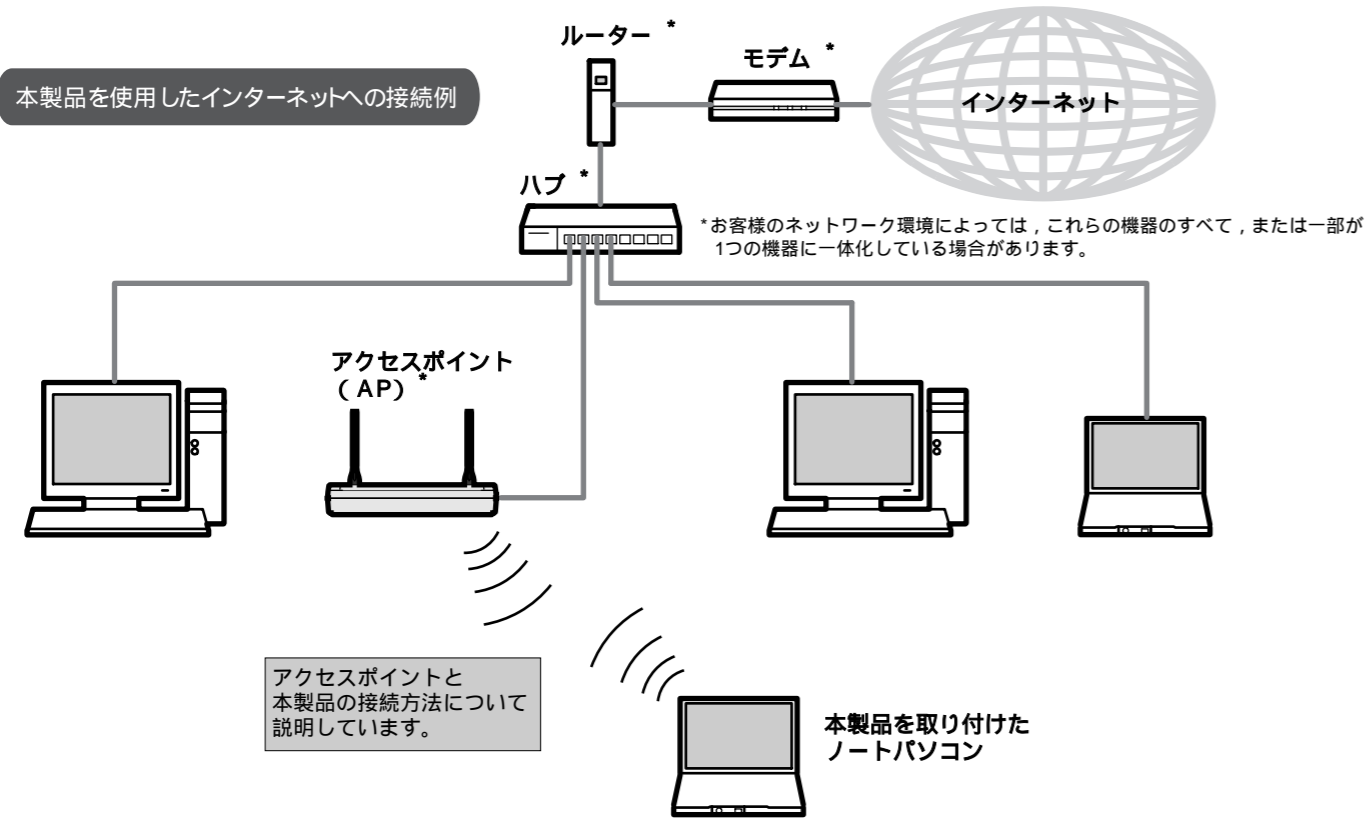 ルーター *
モデム *
本製品を使用したインターネットへの接続例
インターネット
ハブ *
*お客様のネットワーク環境によっては，これらの機器のすべて，または一部が
1つの機器に一体化している場合があります。
アクセスポイント
（AP）*
アクセスポイントと
本製品の接続方法について
説明しています。
本製品を取り付けた
ノートパソコン